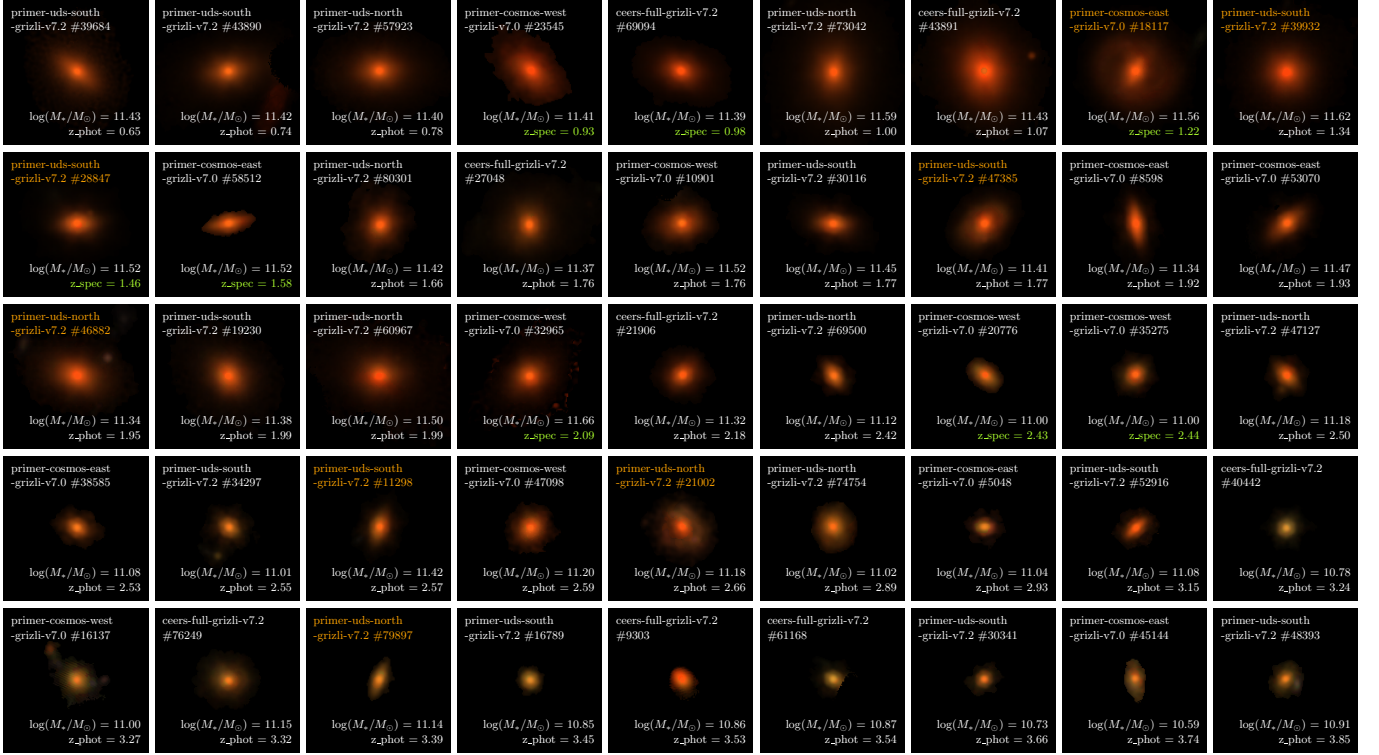 primer-uds-south
-grizli-v7.2 #39684
log(M*/M☉) = 11.43
z_phot = 0.65
primer-uds-south
-grizli-v7.2 #43890
log(M*/M☉) = 11.42
z_phot = 0.74
primer-uds-north
-grizli-v7.2 #57923
log(M*/M☉) = 11.40
z_phot = 0.78
primer-cosmos-west
-grizli-v7.0 #23545
log(M*/M☉) = 11.41
z_spec = 0.93
ceers-full-grizli-v7.2
#69094
log(M*/M☉) = 11.39
z_spec = 0.98
primer-uds-north
-grizli-v7.2 #73042
log(M*/M☉) = 11.59
z_phot = 1.00
ceers-full-grizli-v7.2
#43891
log(M*/M☉) = 11.43
z_phot = 1.07
primer-cosmos-east
-grizli-v7.0 #18117
log(M*/M☉) = 11.56
z_spec = 1.22
primer-uds-south
-grizli-v7.2 #39932
log(M*/M☉) = 11.62
z_phot = 1.34
primer-uds-south
-grizli-v7.2 #28847
log(M*/M☉) = 11.52
z_spec = 1.46
primer-cosmos-east
-grizli-v7.0 #58512
log(M*/M☉) = 11.52
z_spec = 1.58
primer-uds-north
-grizli-v7.2 #80301
log(M*/M☉) = 11.42
z_phot = 1.66
ceers-full-grizli-v7.2
#27048
log(M*/M☉) = 11.37
z_phot = 1.76
primer-cosmos-west
-grizli-v7.0 #10901
log(M*/M☉) = 11.52
z_phot = 1.76
primer-uds-south
-grizli-v7.2 #30116
log(M*/M☉) = 11.45
z_phot = 1.77
primer-uds-south
-grizli-v7.2 #47385
log(M*/M☉) = 11.41
z_phot = 1.77
primer-cosmos-east
-grizli-v7.0 #8598
log(M*/M☉) = 11.34
z_phot = 1.92
primer-cosmos-east
-grizli-v7.0 #53070
log(M*/M☉) = 11.47
z_phot = 1.93
primer-uds-north
-grizli-v7.2 #46882
log(M*/M☉) = 11.34
z_phot = 1.95
primer-uds-south
-grizli-v7.2 #19230
log(M*/M☉) = 11.38
z_phot = 1.99
primer-uds-north
-grizli-v7.2 #60967
log(M*/M☉) = 11.50
z_phot = 1.99
primer-cosmos-west
-grizli-v7.0 #32965
log(M*/M☉) = 11.66
z_spec = 2.09
ceers-full-grizli-v7.2
#21906
log(M*/M☉) = 11.32
z_phot = 2.18
primer-uds-north
-grizli-v7.2 #69500
log(M*/M☉) = 11.12
z_phot = 2.42
primer-cosmos-west
-grizli-v7.0 #20776
log(M*/M☉) = 11.00
z_spec = 2.43
primer-cosmos-west
-grizli-v7.0 #35275
log(M*/M☉) = 11.00
z_spec = 2.44
primer-uds-north
-grizli-v7.2 #47127
log(M*/M☉) = 11.18
z_phot = 2.50
primer-cosmos-east
-grizli-v7.0 #38585
log(M*/M☉) = 11.08
z_phot = 2.53
primer-uds-south
-grizli-v7.2 #34297
log(M*/M☉) = 11.01
z_phot = 2.55
primer-uds-south
-grizli-v7.2 #11298
log(M*/M☉) = 11.42
z_phot = 2.57
primer-cosmos-west
-grizli-v7.0 #47098
log(M*/M☉) = 11.20
z_phot = 2.59
primer-uds-north
-grizli-v7.2 #21002
log(M*/M☉) = 11.18
z_phot = 2.66
primer-uds-north
-grizli-v7.2 #74754
log(M*/M☉) = 11.02
z_phot = 2.89
primer-cosmos-east
-grizli-v7.0 #5048
log(M*/M☉) = 11.04
z_phot = 2.93
primer-uds-south
-grizli-v7.2 #52916
log(M*/M☉) = 11.08
z_phot = 3.15
ceers-full-grizli-v7.2
#40442
log(M*/M☉) = 10.78
z_phot = 3.24
primer-cosmos-west
-grizli-v7.0 #16137
log(M*/M☉) = 11.00
z_phot = 3.27
ceers-full-grizli-v7.2
#76249
log(M*/M☉) = 11.15
z_phot = 3.32
primer-uds-north
-grizli-v7.2 #79897
log(M*/M☉) = 11.14
z_phot = 3.39
primer-uds-south
-grizli-v7.2 #16789
log(M*/M☉) = 10.85
z_phot = 3.45
ceers-full-grizli-v7.2
#9303
log(M*/M☉) = 10.86
z_phot = 3.53
ceers-full-grizli-v7.2
#61168
log(M*/M☉) = 10.87
z_phot = 3.54
primer-uds-south
-grizli-v7.2 #30341
log(M*/M☉) = 10.73
z_phot = 3.66
primer-cosmos-east
-grizli-v7.0 #45144
log(M*/M☉) = 10.59
z_phot = 3.74
primer-uds-south
-grizli-v7.2 #48393
log(M*/M☉) = 10.91
z_phot = 3.85